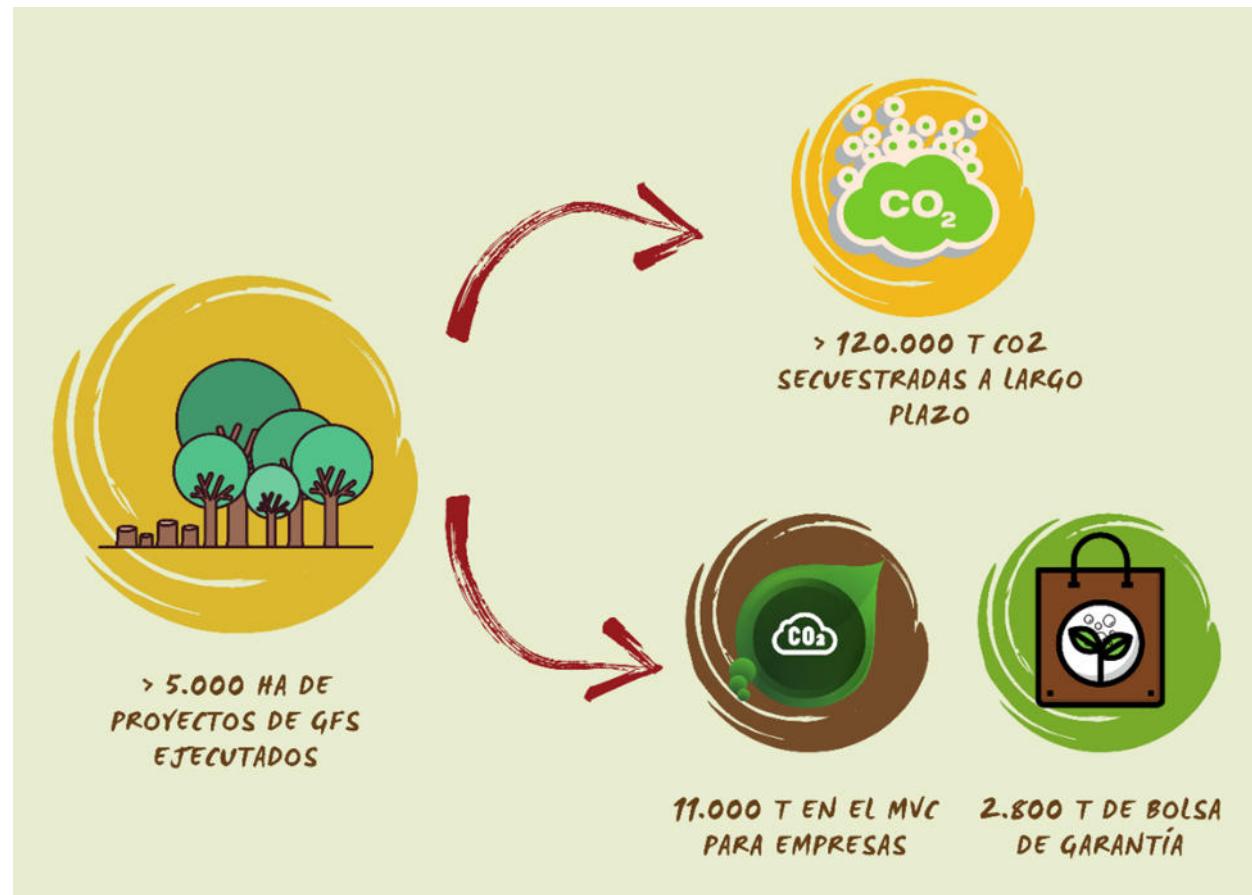 CO2
> 120.000 T CO2
SECUESTRADAS A LARGO
PLAZO
> 5.000 HA DE
PROYECTOS DE GFS
EJECUTADOS
CO2
11.000 T EN EL MVC
PARA EMPRESAS
2.800 T DE BOLSA
DE GARANTÍA